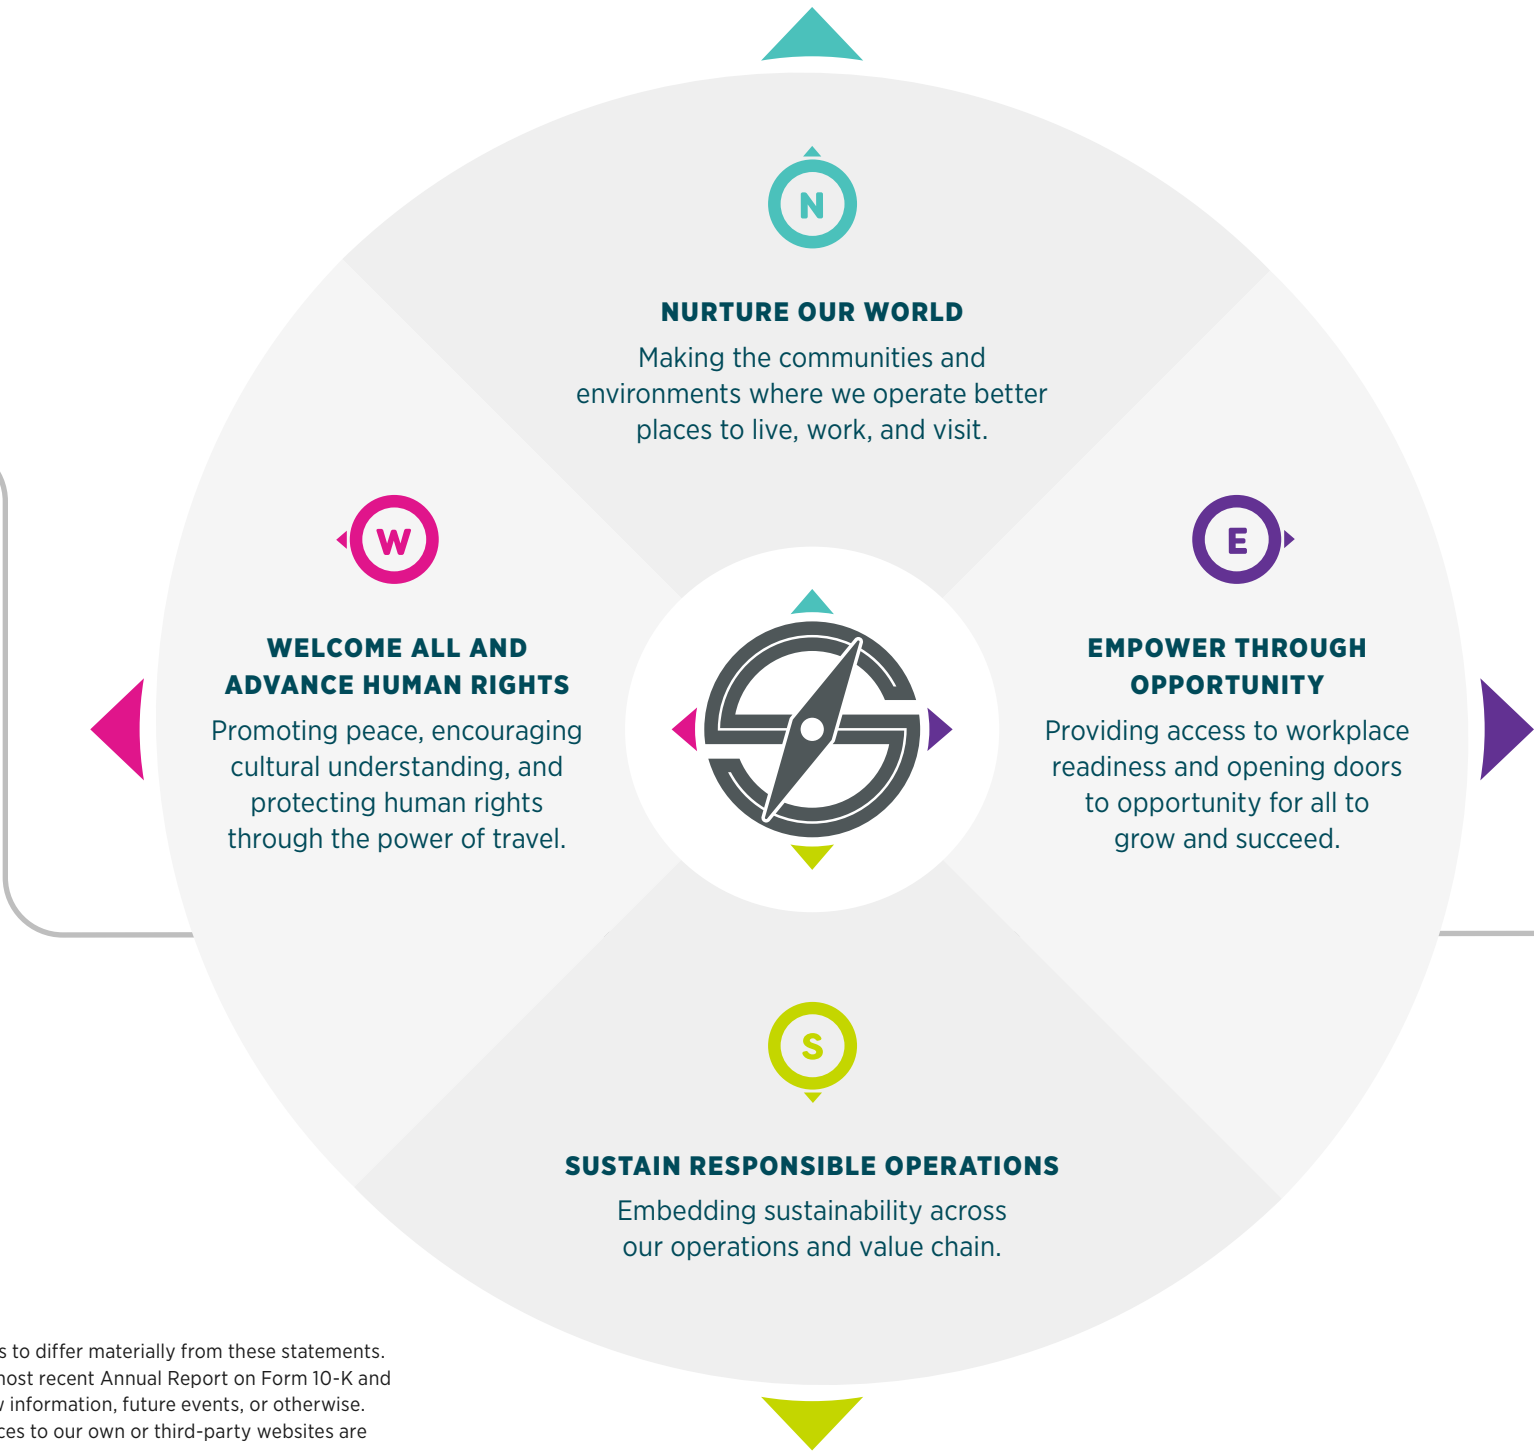 N
NURTURE OUR WORLD
Making the communities and
environments where we operate better
places to live, work, and visit.
W
WELCOME ALL AND
ADVANCE HUMAN RIGHTS
Promoting peace, encouraging
cultural understanding, and
protecting human rights
through the power of travel.
E
EMPOWER THROUGH
OPPORTUNITY
Providing access to workplace
readiness and opening doors
to opportunity for all to
grow and succeed.
S
SUSTAIN RESPONSIBLE OPERATIONS
Embedding sustainability across
our operations and value chain.
to differ materially from these statements.
most recent Annual Report on Form 10-K and
information, future events, or otherwise.
to our own or third-party websites are